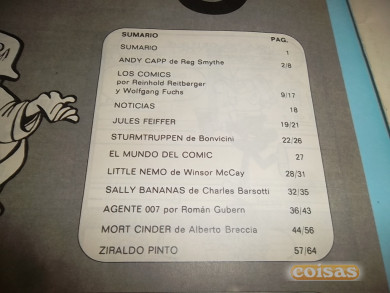 SUMARIO PAG.
SUMARIO 1
ANDY CAPP de Reg Smythe 2/8
LOS COMICS
por Reinhold Reitberger
y Wolfgang Fuchs 9/17
NOTICIAS 18
JULES FEIFFER 19/21
STURMTRUPPEN de Bonvicini 22/26
EL MUNDO DEL COMIC 27
LITTLE NEMO de Winsor McCay 28/31
SALLY BANANAS de Charles Barsotti 32/35
AGENTE 007 por Román Gubern 36/43
MORT CINDER de Alberto Breccia 44/56
ZIRALDO PINTO 57/64
coisas